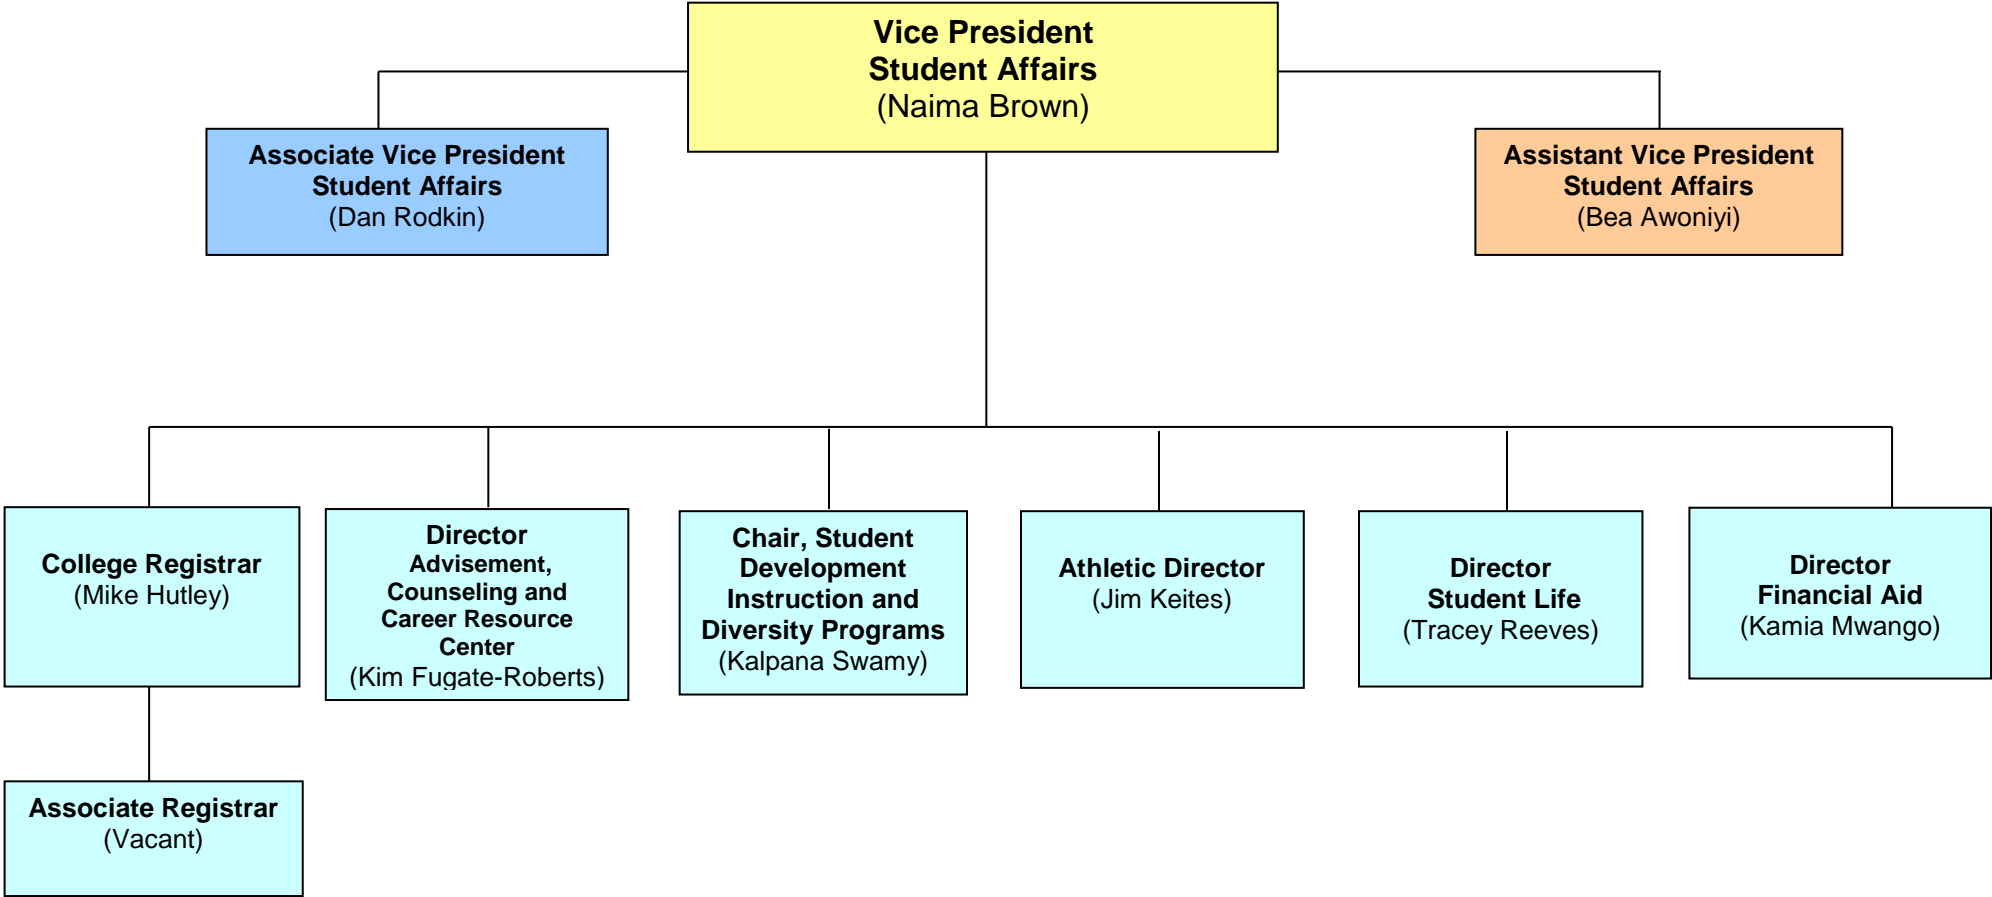 Vice President
Student Affairs
(Naima Brown)
Associate Vice President
Student Affairs
(Dan Rodkin)
Assistant Vice President
Student Affairs
(Bea Awoniyi)
College Registrar
(Mike Hutley)
Director
Advisement,
Counseling and
Career Resource
Center
(Kim Fugate-Roberts)
Chair, Student
Development
Instruction and
Diversity Programs
(Kalpana Swamy)
Athletic Director
(Jim Keites)
Director
Student Life
(Tracey Reeves)
Director
Financial Aid
(Kamia Mwango)
Associate Registrar
(Vacant)